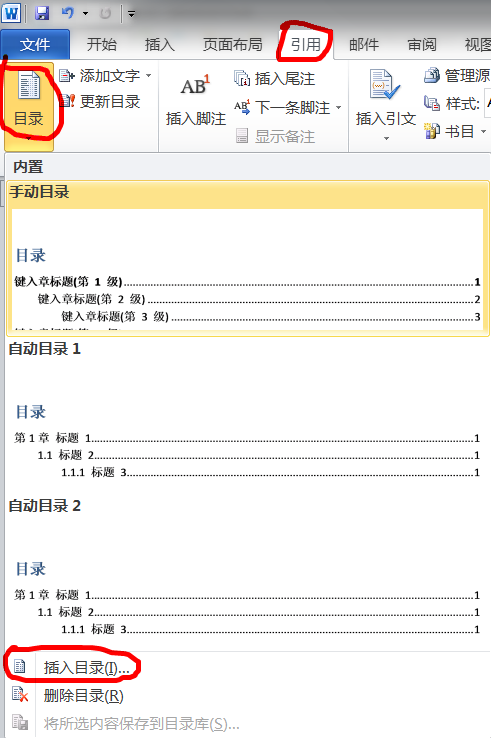 W
文件 开始 插入 页面布局 引用 邮件 审阅 视图
目录
添加文字
更新目录
AB¹
插入脚注
插入尾注
AB¹ 下一条脚注
显示备注
插入引文
管理源
样式: A
书目
内置
手动目录
目录
键入章标题(第 1 级)........1
键入章标题(第 2 级)........2
键入章标题(第 3 级)........3
自动目录 1
目录
第 1 章 标题 1........1
1.1 标题 2........1
1.1.1 标题 3........1
自动目录 2
目录
第 1 章 标题 1........1
1.1 标题 2........1
1.1.1 标题 3........1
插入目录(I)...
删除目录(R)
将所选内容保存到目录库(S)...